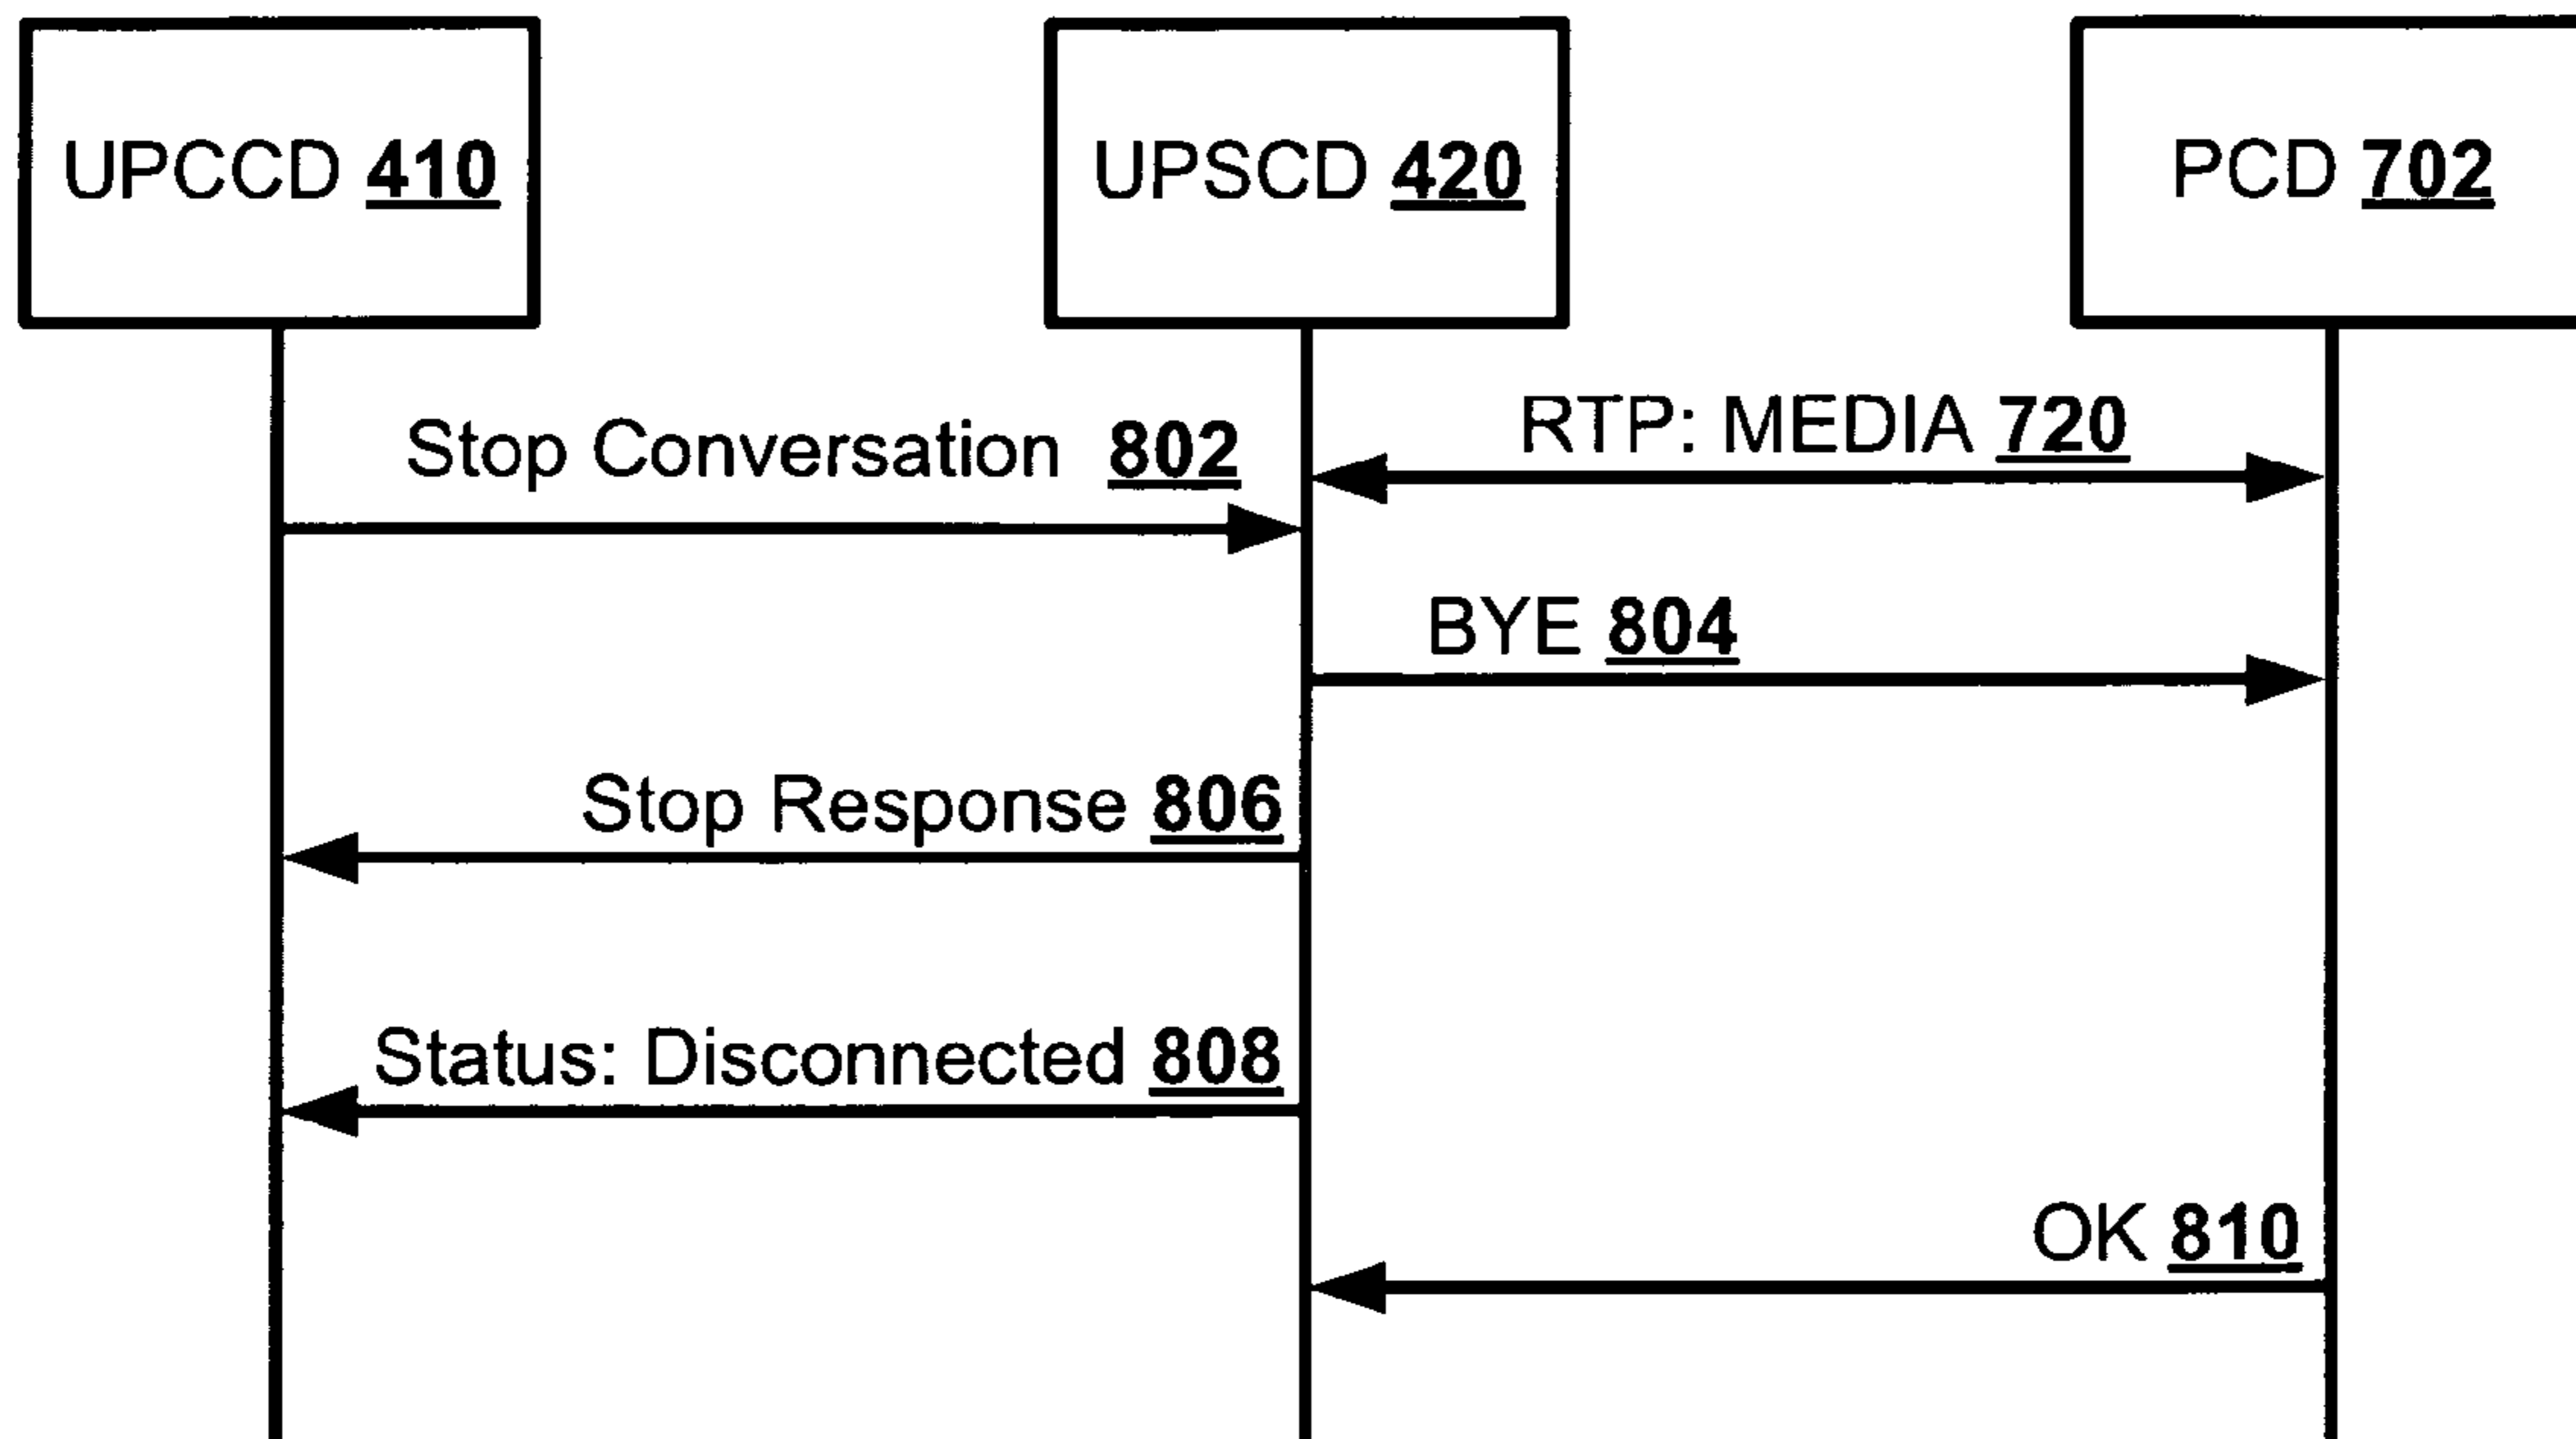 UPCCD 410
UPSCD 420
PCD 702
RTP: MEDIA 720
Stop Conversation 802
BYE 804
Stop Response 806
Status: Disconnected 808
OK 810